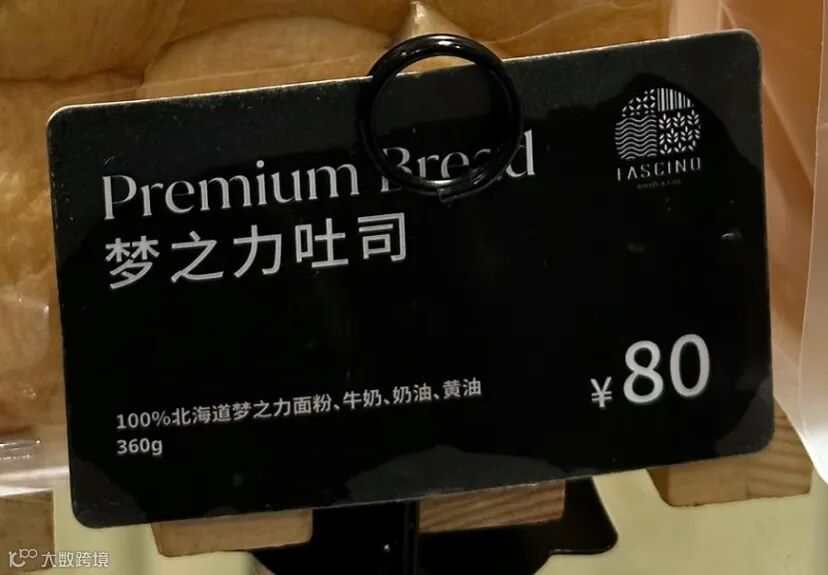 Premium Bread
FASCINO
梦之力吐司
¥80
100%北海道梦之力面粉、牛奶、奶油、黄油
360g
大数跨境